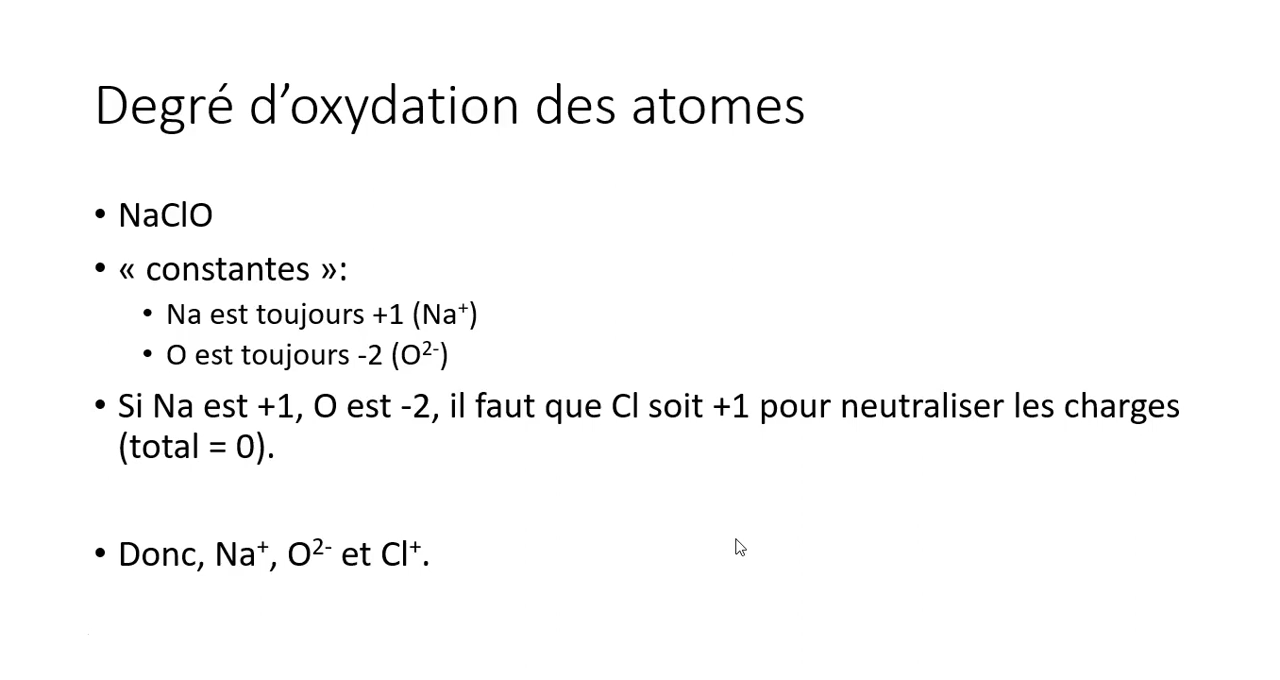 Degré d’oxydation des atomes
• NaClO
• « constantes »:
• Na est toujours +1 (Na⁺)
• O est toujours -2 (O²⁻)
• Si Na est +1, O est -2, il faut que Cl soit +1 pour neutraliser les charges
(total = 0).
• Donc, Na⁺, O²⁻ et Cl⁺.